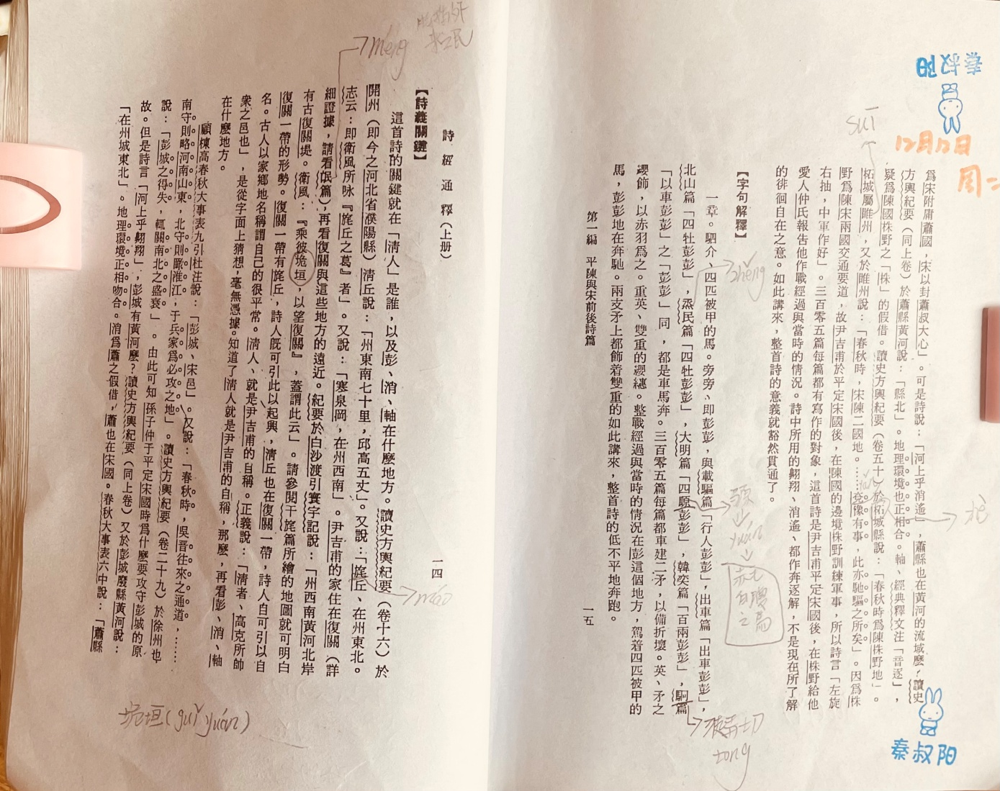 詩經通釋（上册）
一四
【詩義關鍵】
這首詩的關鍵就在「清人」是誰，以及彭、消、軸在什麼地方。讀史方輿紀要（卷十六）於
開州（即今之河北省濮陽縣）清丘說：「州東南七十里，邱高五丈」。又說：「旄丘、在州東北。
志云：即衛風所咏『旄丘之葛』者」。又說：「寒泉岡，在州西南」。尹吉甫的家住在復關（詳
細證據，請看氓篇），再看復關與這些地方的遠近。紀要於白沙渡引寰宇記說：「州西南黃河北岸
有古復關堤。衛風：『乘彼垝垣，以望復關』，蓋謂此云」。請參閱干旄篇所繪的地圖就可明白
復關一帶的形勢。復關一帶有旄丘，詩人既可引此以起興，清丘也在復關一帶，詩人自可引以自
名。古人以家鄉地名稱謂自己的很平常。清人、就是尹吉甫的自稱。正義說：「清者、高克所帥
衆之邑也」，是從字面上猜想，毫無憑據。知道了清人就是尹吉甫的自稱，那麼，再看彭、消、軸
在什麼地方。
顧棟高春秋大事表九引杜注說：「彭城、宋邑」。又說：「春秋時，吳晋往來之通道，……
南守則略河南山東，北守則瞰淮江，于兵家爲必攻之地」。讀史方輿紀要（卷二十九）於徐州也
說：「彭城之得失，輒關南北之盛衰」。由此可知孫子仲于平定宋國時爲什麼要攻守彭城的原
故。但是詩言「河上乎翱翔」，彭城有黃河麼？讀史方輿紀要（同上卷）又於彭城廢縣黃河說：
「在州城東北」。地理環境正相吻合。消爲蕭之假借，蕭也在宋國。春秋大事表六中說：「蕭縣
méng
máo
垝垣（guǐ yuán）
秦叔阳
12月17日
周二
suī
爲宋附庸蕭國，宋以封蕭叔大心」。可是詩說：「河上乎消遙」，蕭縣也在黃河的流域麼，讀史
方輿紀要（同上卷）於蕭縣黃河說：「縣北」。地理環境也正相合。軸、經典釋文注「音逐」，
疑爲陳國株野之「株」的假借。讀史方輿紀要（卷五十）於柘城縣說：「春秋時爲陳株野地」。
柘城屬睢州，又於睢州說：「春秋時，宋陳二國地。……兗豫有事，此亦馳驅之所矣」。因爲株
野爲陳宋兩國交通要道，故尹吉甫於平定宋國後，在陳國的邊境株野訓練軍事，所以詩言「左旋
右抽，中軍作好」。三百零五篇每篇都有寫作的對象，這首詩是尹吉甫平定宋國後，在株野給他
愛人仲氏報告他作戰經過與當時的情況。詩中所用的翱翔、消遙、都作奔逐解，不是現在所了解
的徘徊自在之意。如此講來，整首詩的意義就豁然貫通了。
【字句解釋】
一章。駟介、四匹被甲的馬。旁旁、即彭彭，與載驅篇「行人彭彭」，出車篇「出車彭彭」，
北山篇「四牡彭彭」，烝民篇「四牡彭彭」，大明篇「四騵彭彭」，韓奕篇「百兩彭彭」，駉篇
「以車彭彭」之「彭彭」同，都是車馬奔。三百零五篇每篇都車建二矛，以備折壞。英、矛之
纓飾，以赤羽爲之。重英、雙重的纓繐。整戰經過與當時的情況在彭這個地方，駕着四匹被甲的
馬，彭彭地在奔馳。兩支矛上都飾着雙重的如此講來，整首詩的低不平地奔跑。
第一編　平陳與宋前後詩篇
一五
zhēng
yuán
秦叔阳